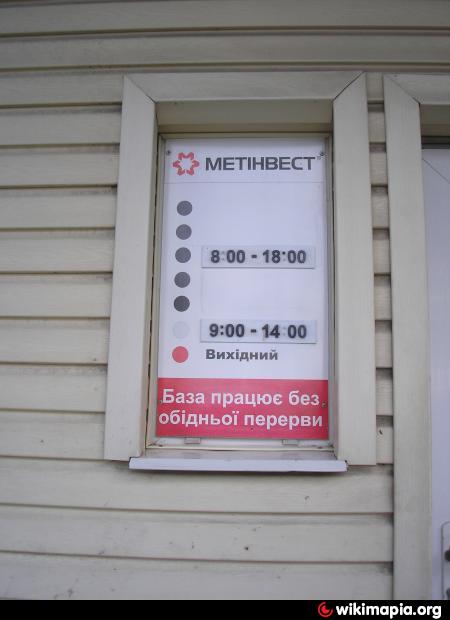 МЕТІНВЕСТ®
8:00 - 18:00
9:00 - 14:00
Вихідний
База працює без
обідньої перерви
wikimapia.org